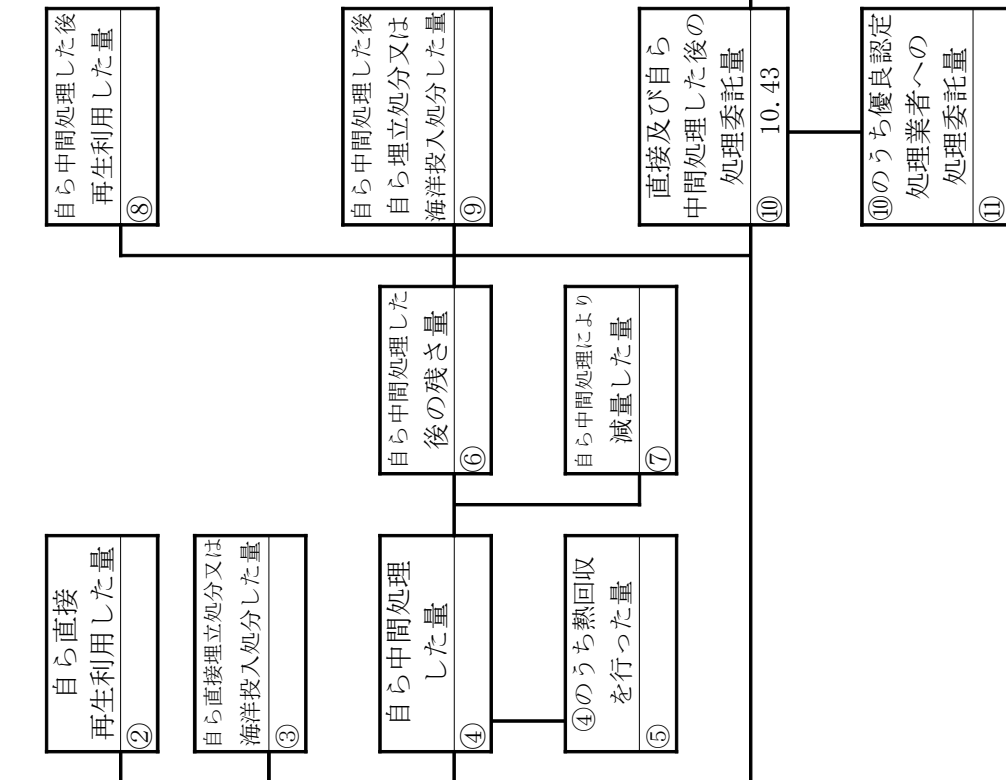 自ら直接
再生利用した量
②
自ら直接埋立処分又は
海洋投入処分した量
③
自ら中間処理
した量
④
④のうち熱回収
を行った量
⑤
自ら中間処理した
後の残さ量
⑥
自ら中間処理により
減量した量
⑦
自ら中間処理した後
再生利用した量
⑧
自ら中間処理した後
自ら埋立処分又は
海洋投入処分した量
⑨
直接及び自ら
中間処理した後の
処理委託量
⑩ 10.43
⑩のうち優良認定
処理業者への
処理委託量
⑪